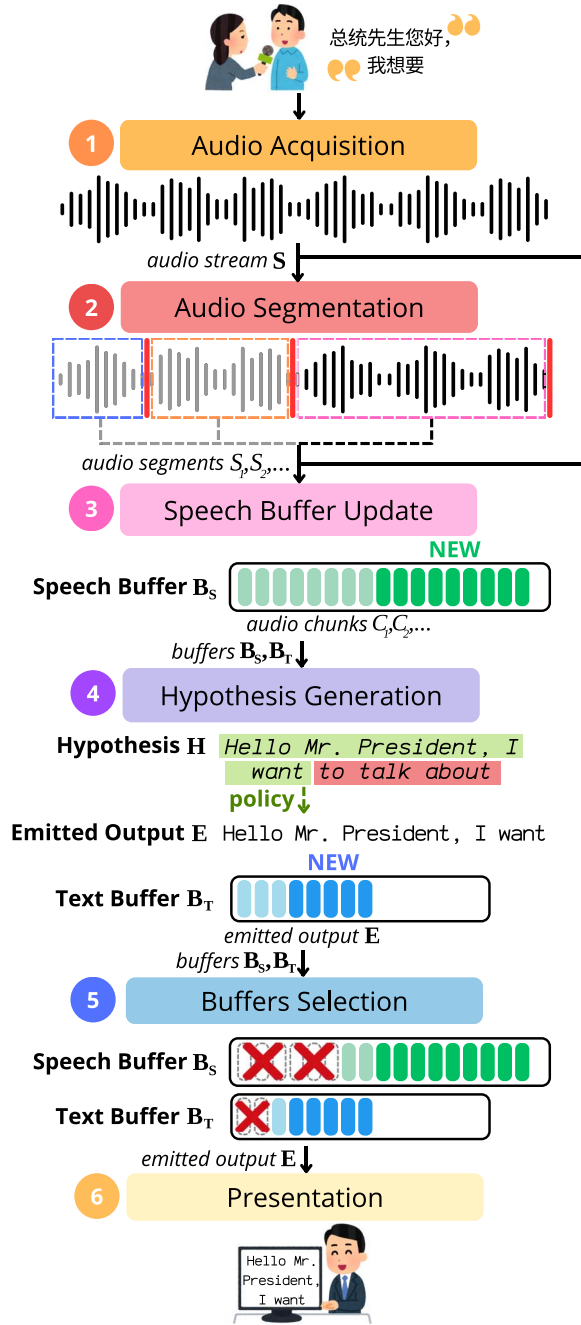 总统先生您好，
我想要
1 Audio Acquisition
audio stream S
2 Audio Segmentation
audio segments S1,S2,...
3 Speech Buffer Update
NEW
Speech Buffer BS
audio chunks C1,C2,...
buffers BS,BT
4 Hypothesis Generation
Hypothesis H Hello Mr. President, I
want to talk about
policy
Emitted Output E Hello Mr. President, I want
NEW
Text Buffer BT
emitted output E
buffers BS,BT
5 Buffers Selection
Speech Buffer BS
Text Buffer BT
emitted output E
6 Presentation
Hello Mr.
President,
I want